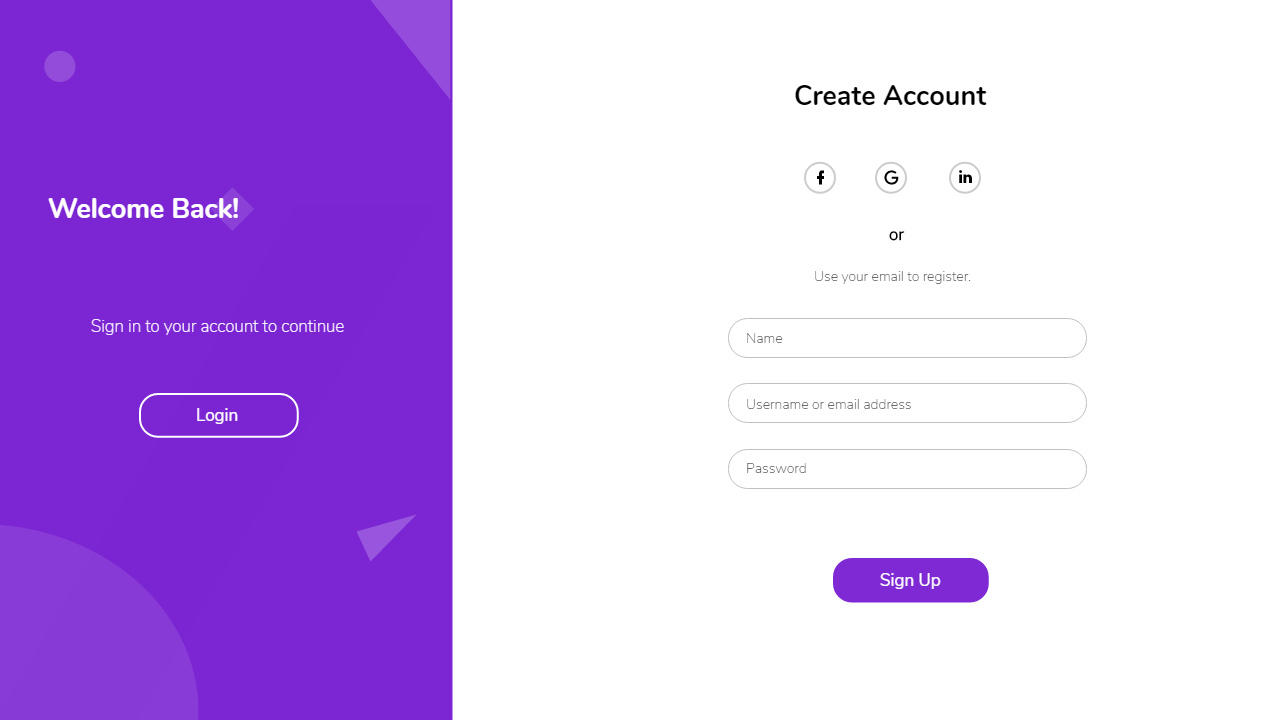 Welcome Back!
Sign in to your account to continue
Login
Create Account
or
Use your email to register.
Name
Username or email address
Password
Sign Up